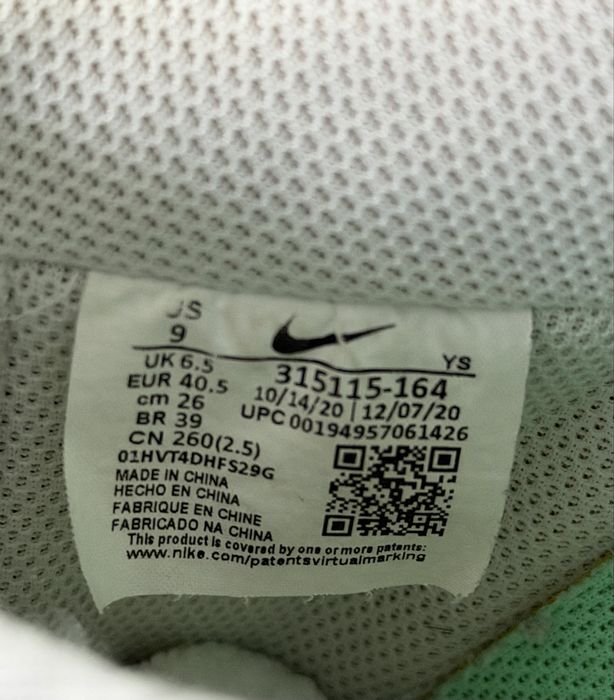 US
9
YS
UK 6.5
315115-164
EUR 40.5
10/14/20 | 12/07/20
cm 26
UPC 00194957061426
BR 39
CN 260(2.5)
01HVT4DHFS29G
MADE IN CHINA
HECHO EN CHINA
FABRIQUE EN CHINE
FABRICADO NA CHINA
This product is covered by one or more patents:
www.nike.com/patentsvirtualmarking